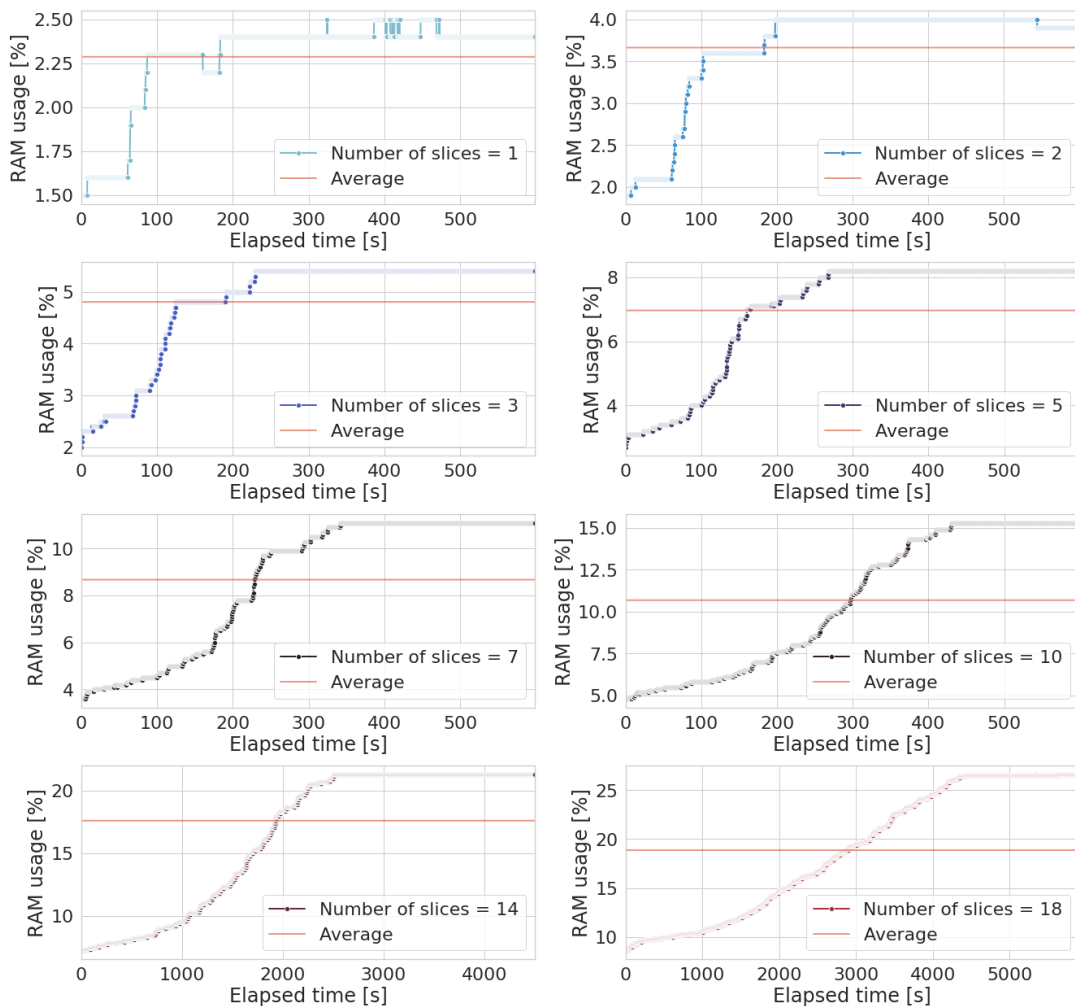 2.50
2.25
2.00
1.75
1.50
RAM usage [%]
0 100 200 300 400 500
Elapsed time [s]
Number of slices = 1
Average
4.0
3.5
3.0
2.5
2.0
RAM usage [%]
0 100 200 300 400 500
Elapsed time [s]
Number of slices = 2
Average
5
4
3
2
RAM usage [%]
0 100 200 300 400 500
Elapsed time [s]
Number of slices = 3
Average
8
6
4
RAM usage [%]
0 100 200 300 400 500
Elapsed time [s]
Number of slices = 5
Average
10
8
6
4
RAM usage [%]
0 100 200 300 400 500
Elapsed time [s]
Number of slices = 7
Average
15.0
12.5
10.0
7.5
5.0
RAM usage [%]
0 100 200 300 400 500
Elapsed time [s]
Number of slices = 10
Average
20
15
10
RAM usage [%]
0 1000 2000 3000 4000
Elapsed time [s]
Number of slices = 14
Average
25
20
15
10
RAM usage [%]
0 1000 2000 3000 4000 5000
Elapsed time [s]
Number of slices = 18
Average